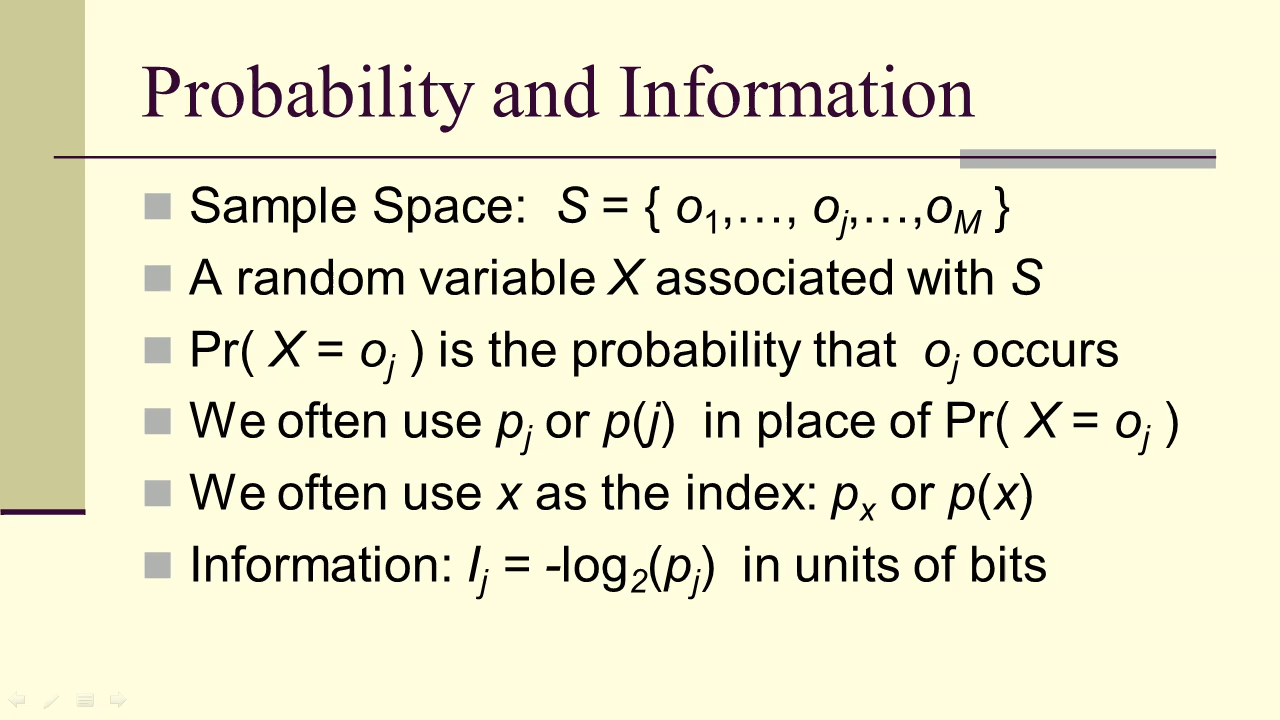 Probability and Information
Sample Space: S = { o₁,…, oⱼ,…,o_M }
A random variable X associated with S
Pr( X = oⱼ ) is the probability that oⱼ occurs
We often use pⱼ or p(j) in place of Pr( X = oⱼ )
We often use x as the index: pₓ or p(x)
Information: Iⱼ = -log₂(pⱼ) in units of bits